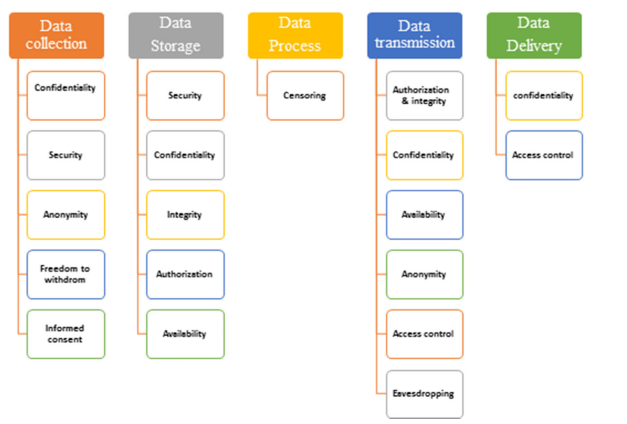 Data
collection
Confidentiality
Security
Anonymity
Freedom to
withdrom
Informed
consent
Data
Storage
Security
Confidentiality
Integrity
Authorization
Availability
Data
Process
Censoring
Data
transmission
Authorization
& integrity
Confidentiality
Availability
Anonymity
Access control
Eavesdropping
Data
Delivery
confidentiality
Access control